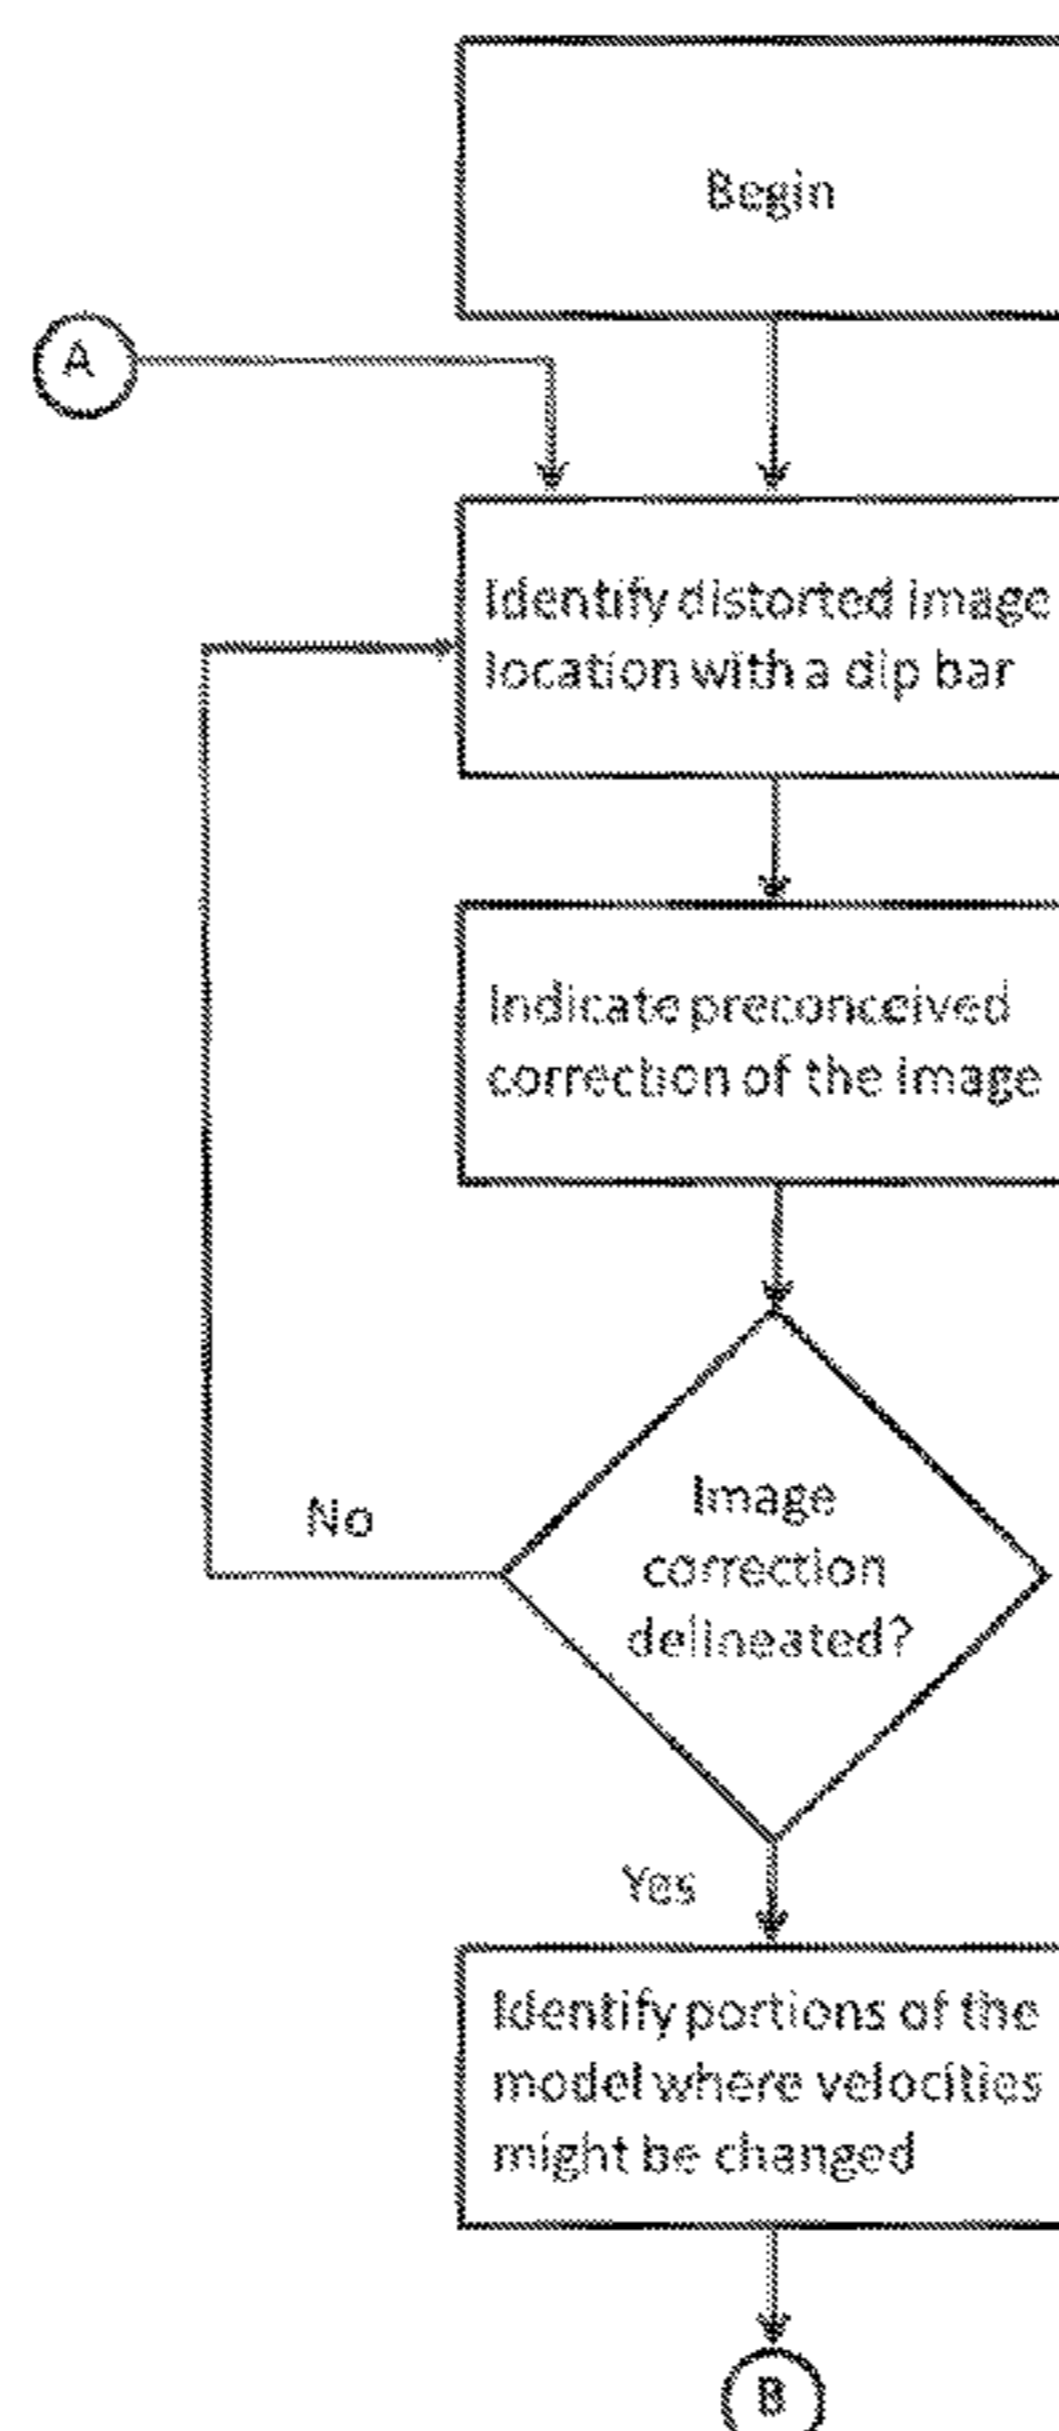 Begin
A
Identify distorted image
location with a dip bar
Indicate preconceived
correction of the image
Image
correction
delineated?
No
Yes
Identify portions of the
model where velocities
might be changed
B